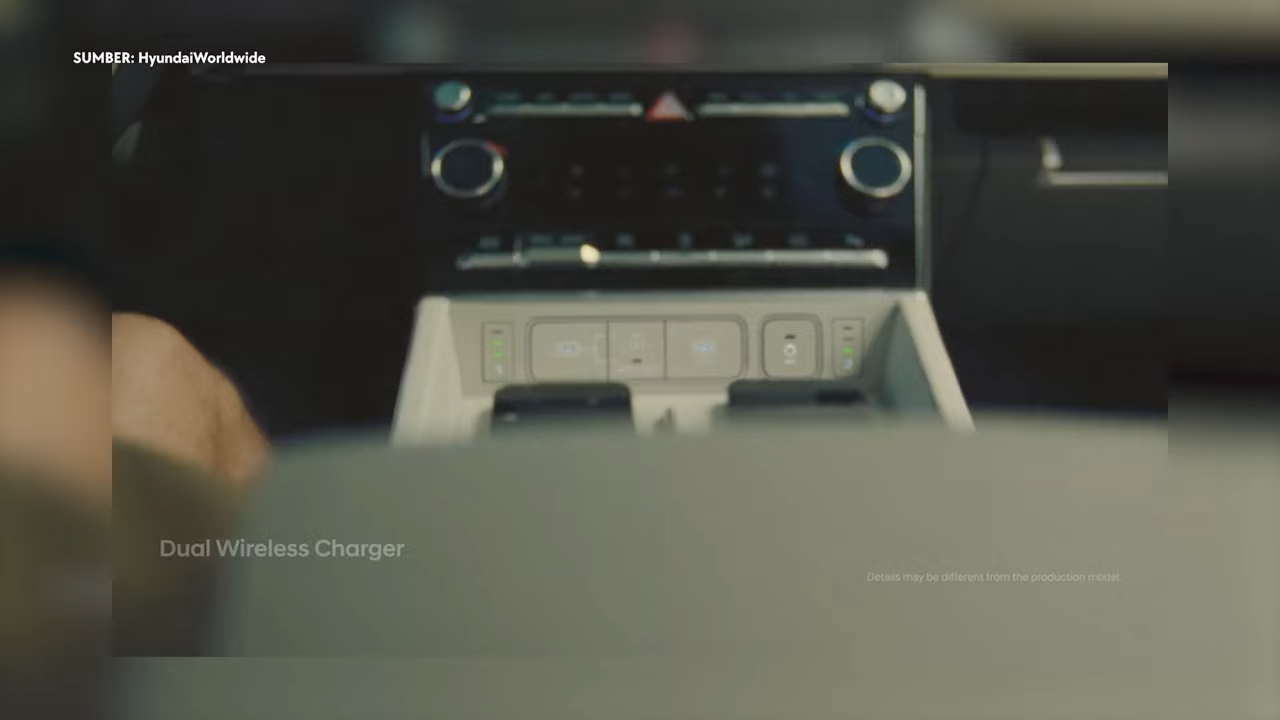 SUMBER: HyundaiWorldwide
Dual Wireless Charger
Details may be different from the production model